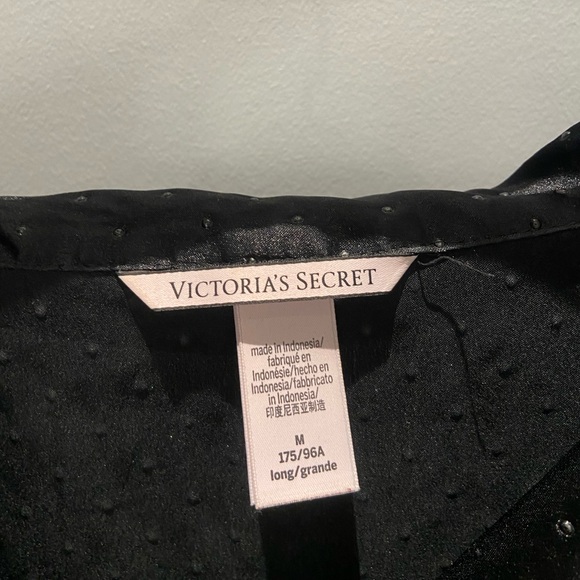 VICTORIA'S SECRET
made in Indonesia/
fabriqué en
Indonésie/hecho en
Indonesia/fabbricato
in Indonesia/
印度尼西亚制造
M
175/96A
long/grande